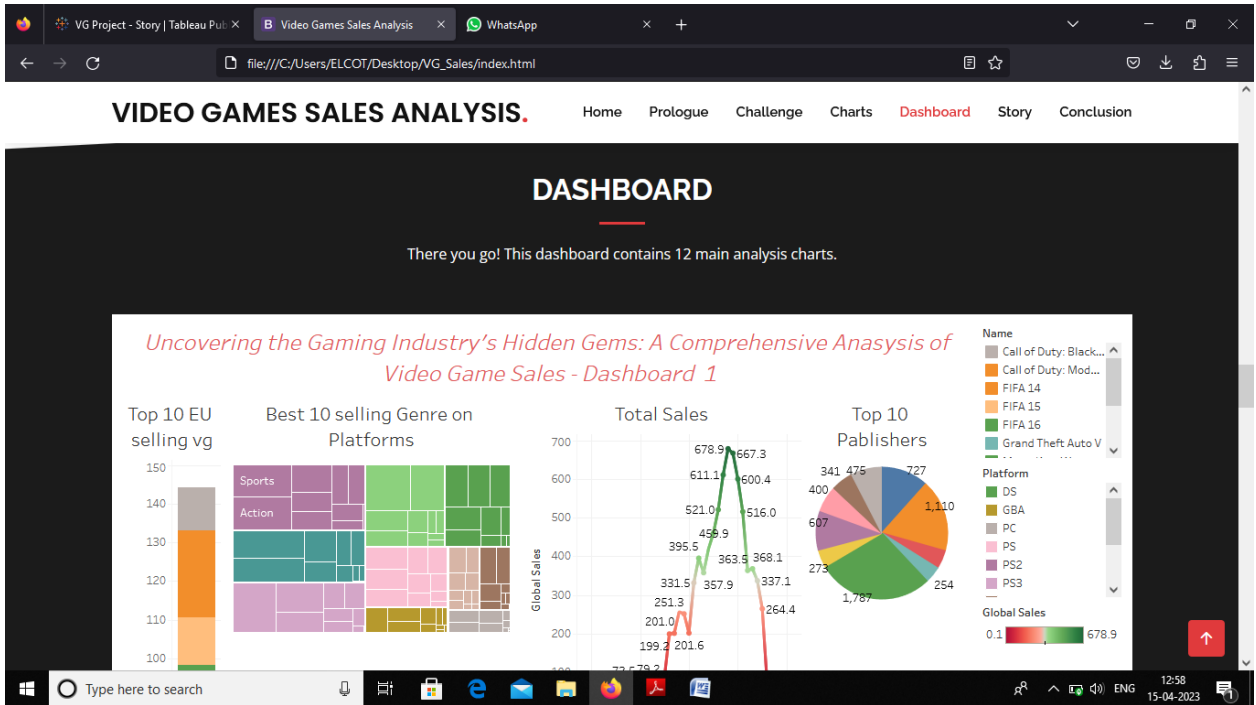 VG Project - Story | Tableau Pub
Video Games Sales Analysis
WhatsApp
file:///C:/Users/ELCOT/Desktop/VG_Sales/index.html
VIDEO GAMES SALES ANALYSIS.
Home Prologue Challenge Charts Dashboard Story Conclusion
DASHBOARD
There you go! This dashboard contains 12 main analysis charts.
Uncovering the Gaming Industry's Hidden Gems: A Comprehensive Anasysis of
Video Game Sales - Dashboard 1
Top 10 EU
selling vg
150
140
130
120
110
100
Best 10 selling Genre on
Platforms
Sports
Action
Total Sales
Global Sales
700
600
500
400
300
200
678.9
667.3
611.1
600.4
521.0
516.0
459.9
395.5
363.5
368.1
331.5
357.9
337.1
251.3
264.4
201.0
199.2
201.6
79.2
Top 10
Pablishers
341
475
727
400
1,110
607
273
254
1,787
Name
Call of Duty: Black...
Call of Duty: Mod...
FIFA 14
FIFA 15
FIFA 16
Grand Theft Auto V
Platform
DS
GBA
PC
PS
PS2
PS3
Global Sales
0.1
678.9
Type here to search
ENG
12:58
15-04-2023
1